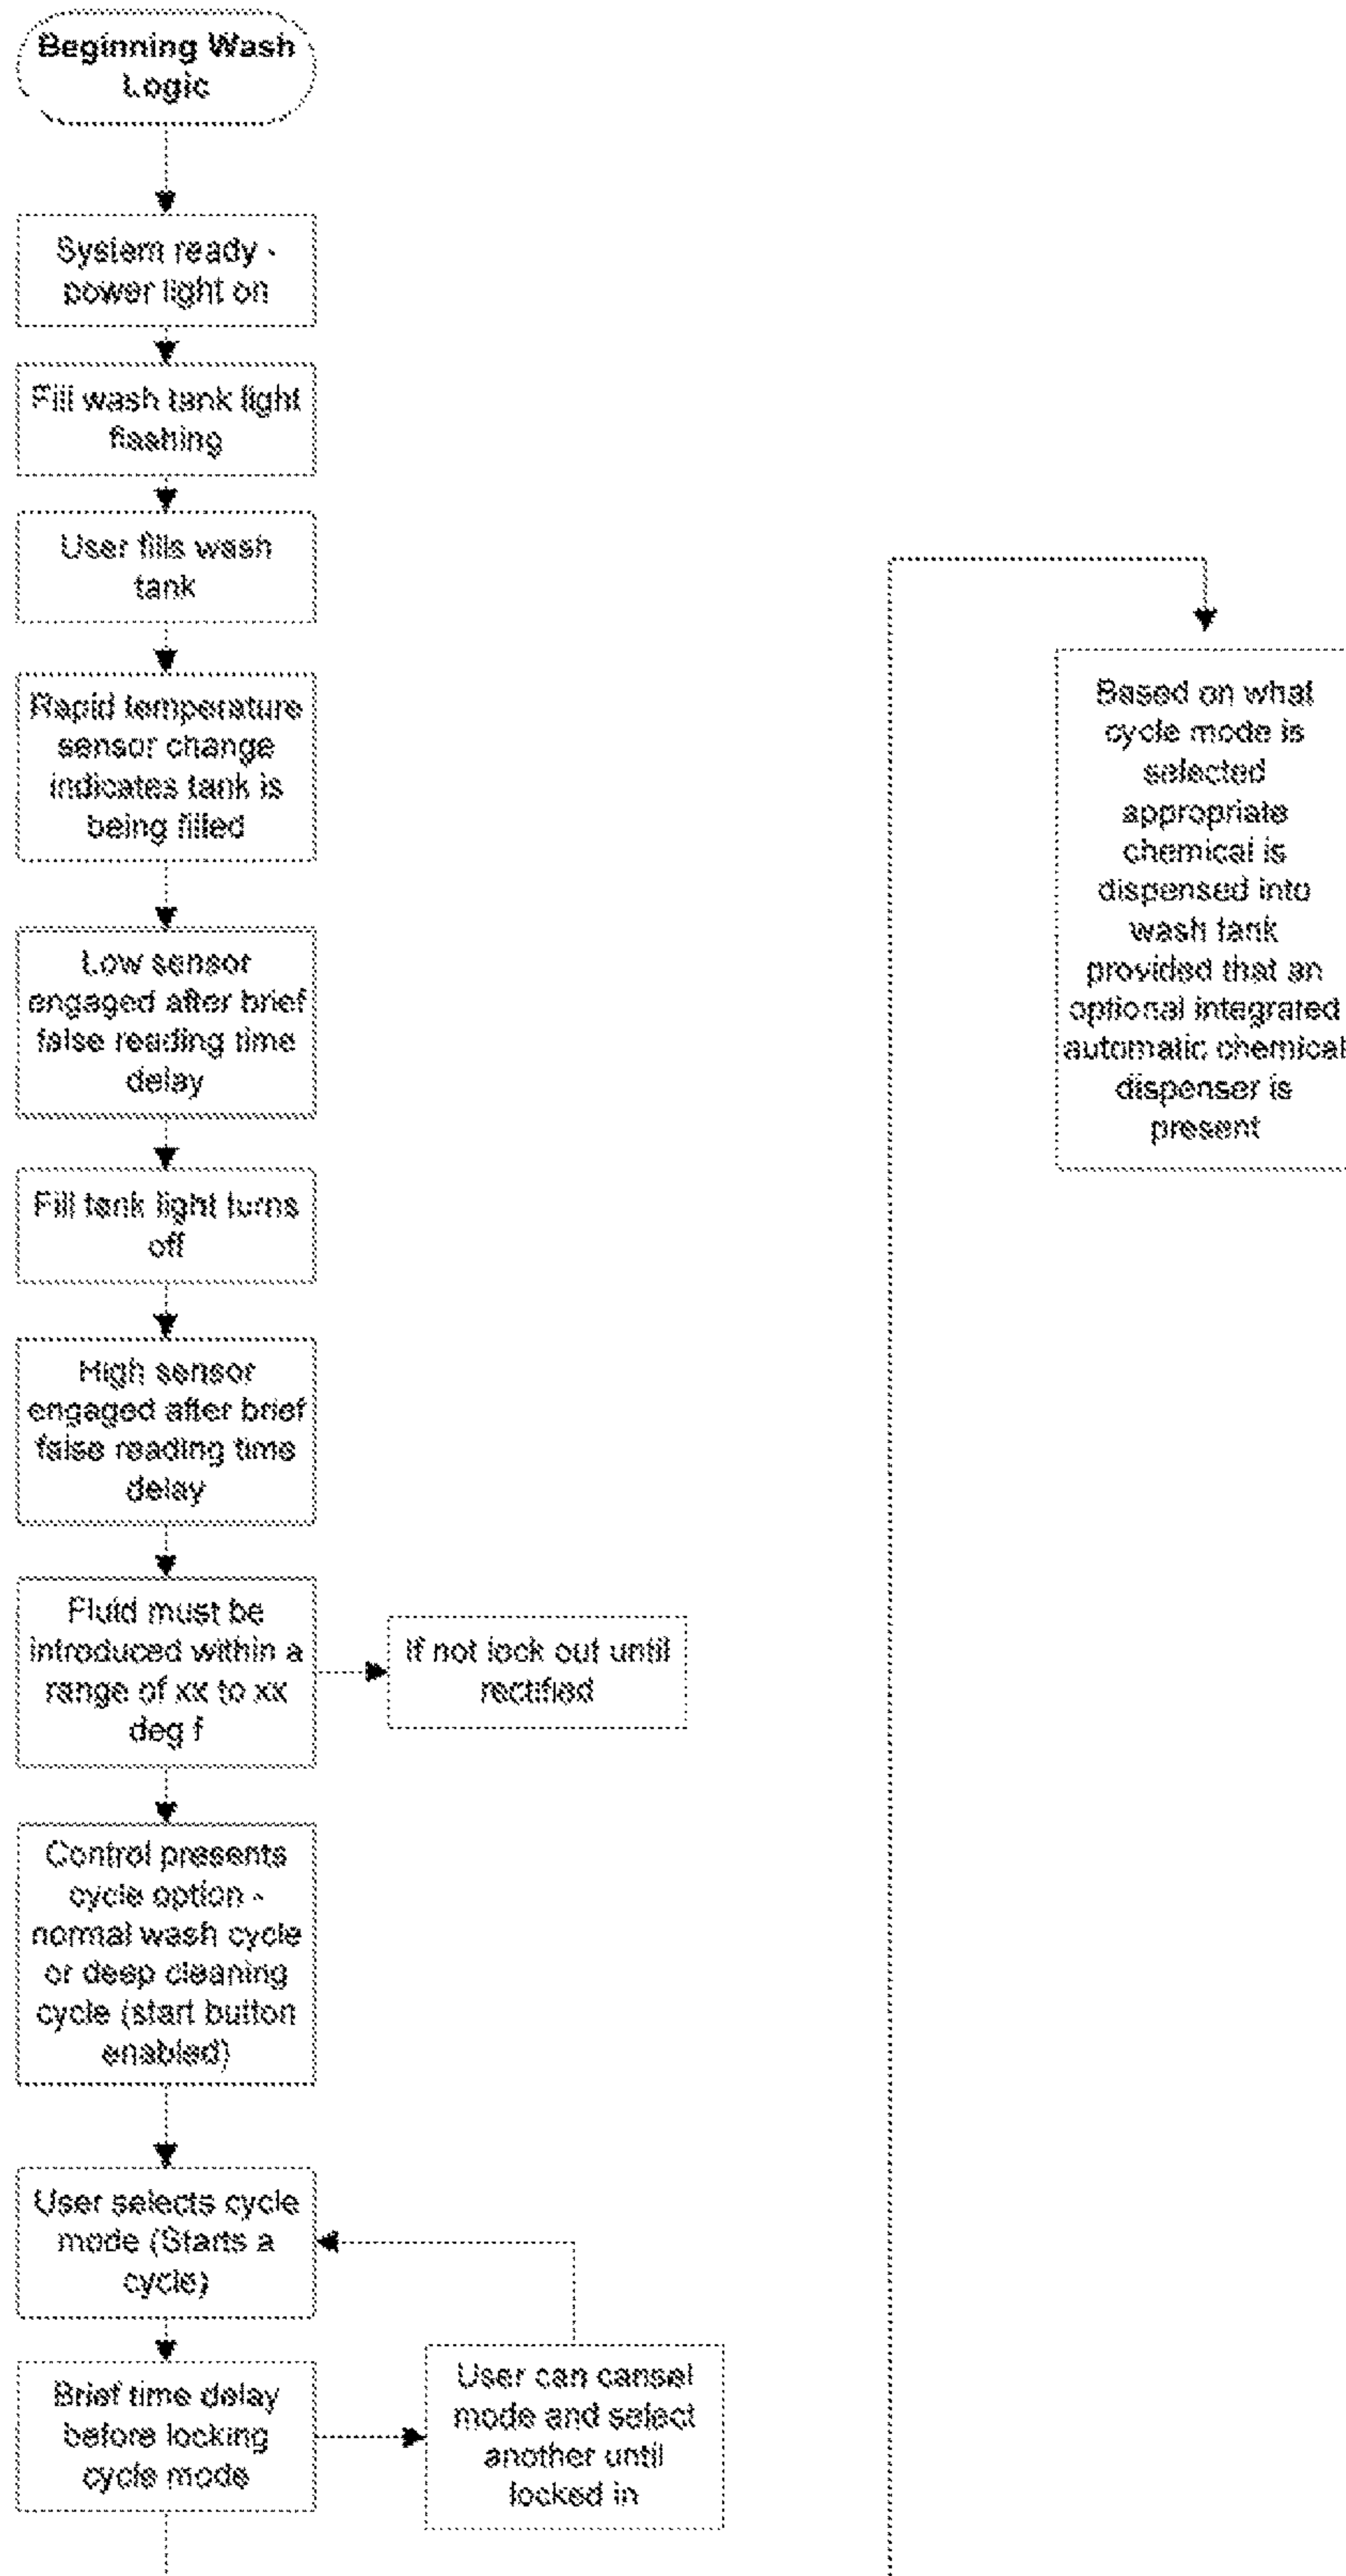 Beginning Wash
Logic
System ready -
power light on
Fill wash tank light
flashing
User fills wash
tank
Rapid temperature
sensor change
indicates tank is
being filled
Low sensor
engaged after brief
false reading time
delay
Fill tank light turns
off
High sensor
engaged after brief
false reading time
delay
Fluid must be
introduced within a
range of xx to xx
deg f
If not lock out until
rectified
Control presents
cycle option -
normal wash cycle
or deep cleaning
cycle (start button
enabled)
User selects cycle
mode (Starts a
cycle)
Brief time delay
before locking
cycle mode
User can cansel
mode and select
another until
locked in
Based on what
cycle mode is
selected
appropriate
chemical is
dispensed into
wash tank
provided that an
optional integrated
automatic chemical
dispenser is
present